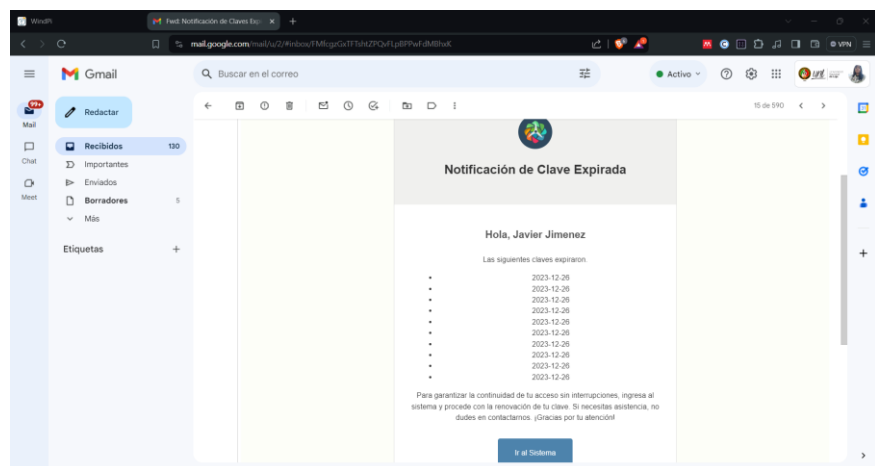 WindPi
Fwd: Notificación de Claves Exp
mail.google.com/mail/u/2/#inbox/FMfcgzGxTFTshtZPQvFLpBPPwFdMBhxK
VPN
Gmail
Buscar en el correo
Activo
99+
Mail
Chat
Meet
Redactar
Recibidos 130
Importantes
Enviados
Borradores 5
Más
Etiquetas
15 de 590
Notificación de Clave Expirada
Hola, Javier Jimenez
Las siguientes claves expiraron.
• 2023-12-26
• 2023-12-26
• 2023-12-26
• 2023-12-26
• 2023-12-26
• 2023-12-26
• 2023-12-26
• 2023-12-26
• 2023-12-26
• 2023-12-26
Para garantizar la continuidad de tu acceso sin interrupciones, ingresa al
sistema y procede con la renovación de tu clave. Si necesitas asistencia, no
dudes en contactarnos. ¡Gracias por tu atención!
Ir al Sistema